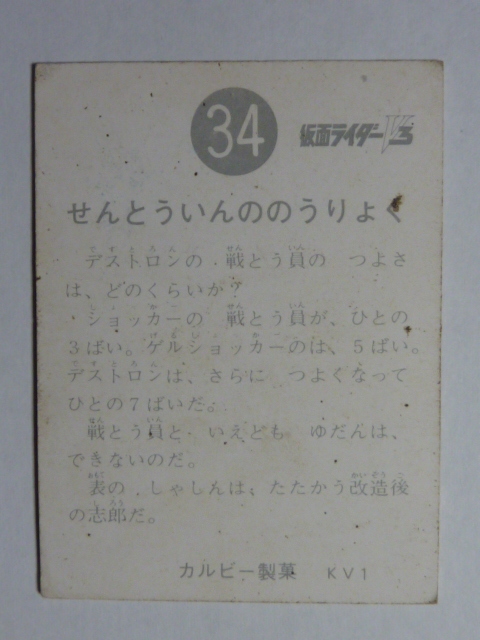 34
仮面ライダーV3
せんとういんののうりょく
デストロンの 戦とう員の つよさ
は、どのくらいか?
ショッカーの 戦とう員が、ひとの
3ばい。ゲルショッカーのは、5ばい。
デストロンは、さらに つよくなって
ひとの7ばいだ。
戦とう員と いえども ゆだんは、
できないのだ。
表の しゃしんは、たたかう改造後
の志郎だ。
カルビー製菓 KV1